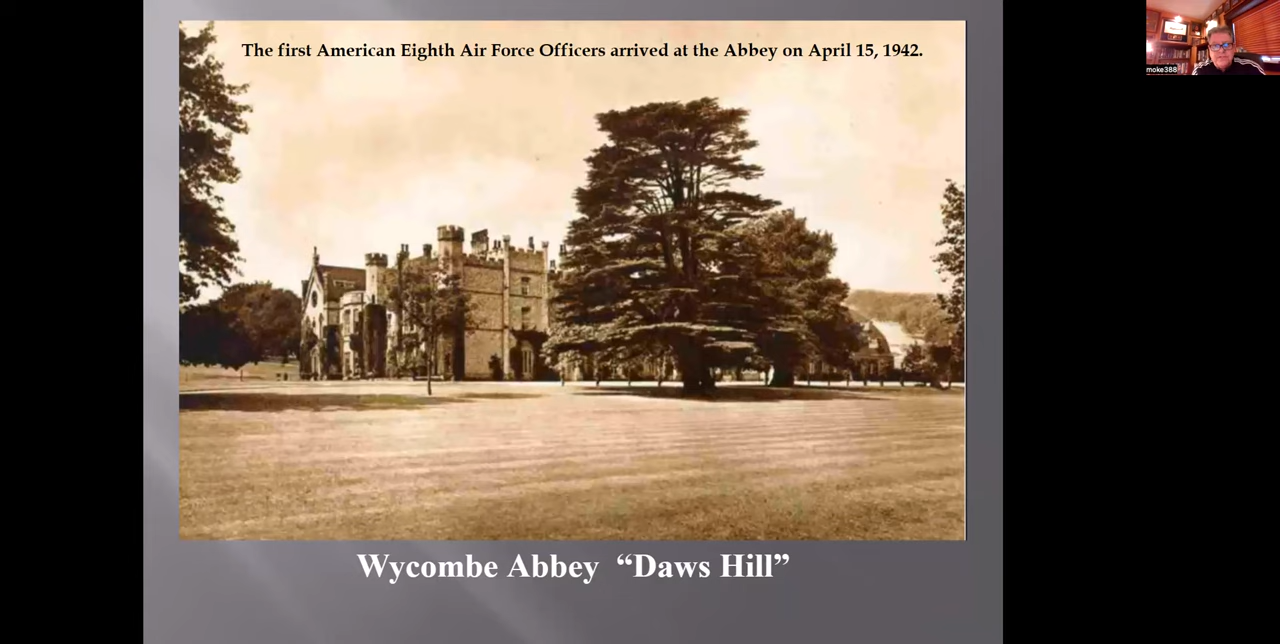 The first American Eighth Air Force Officers arrived at the Abbey on April 15, 1942.
moke388
Wycombe Abbey “Daws Hill”